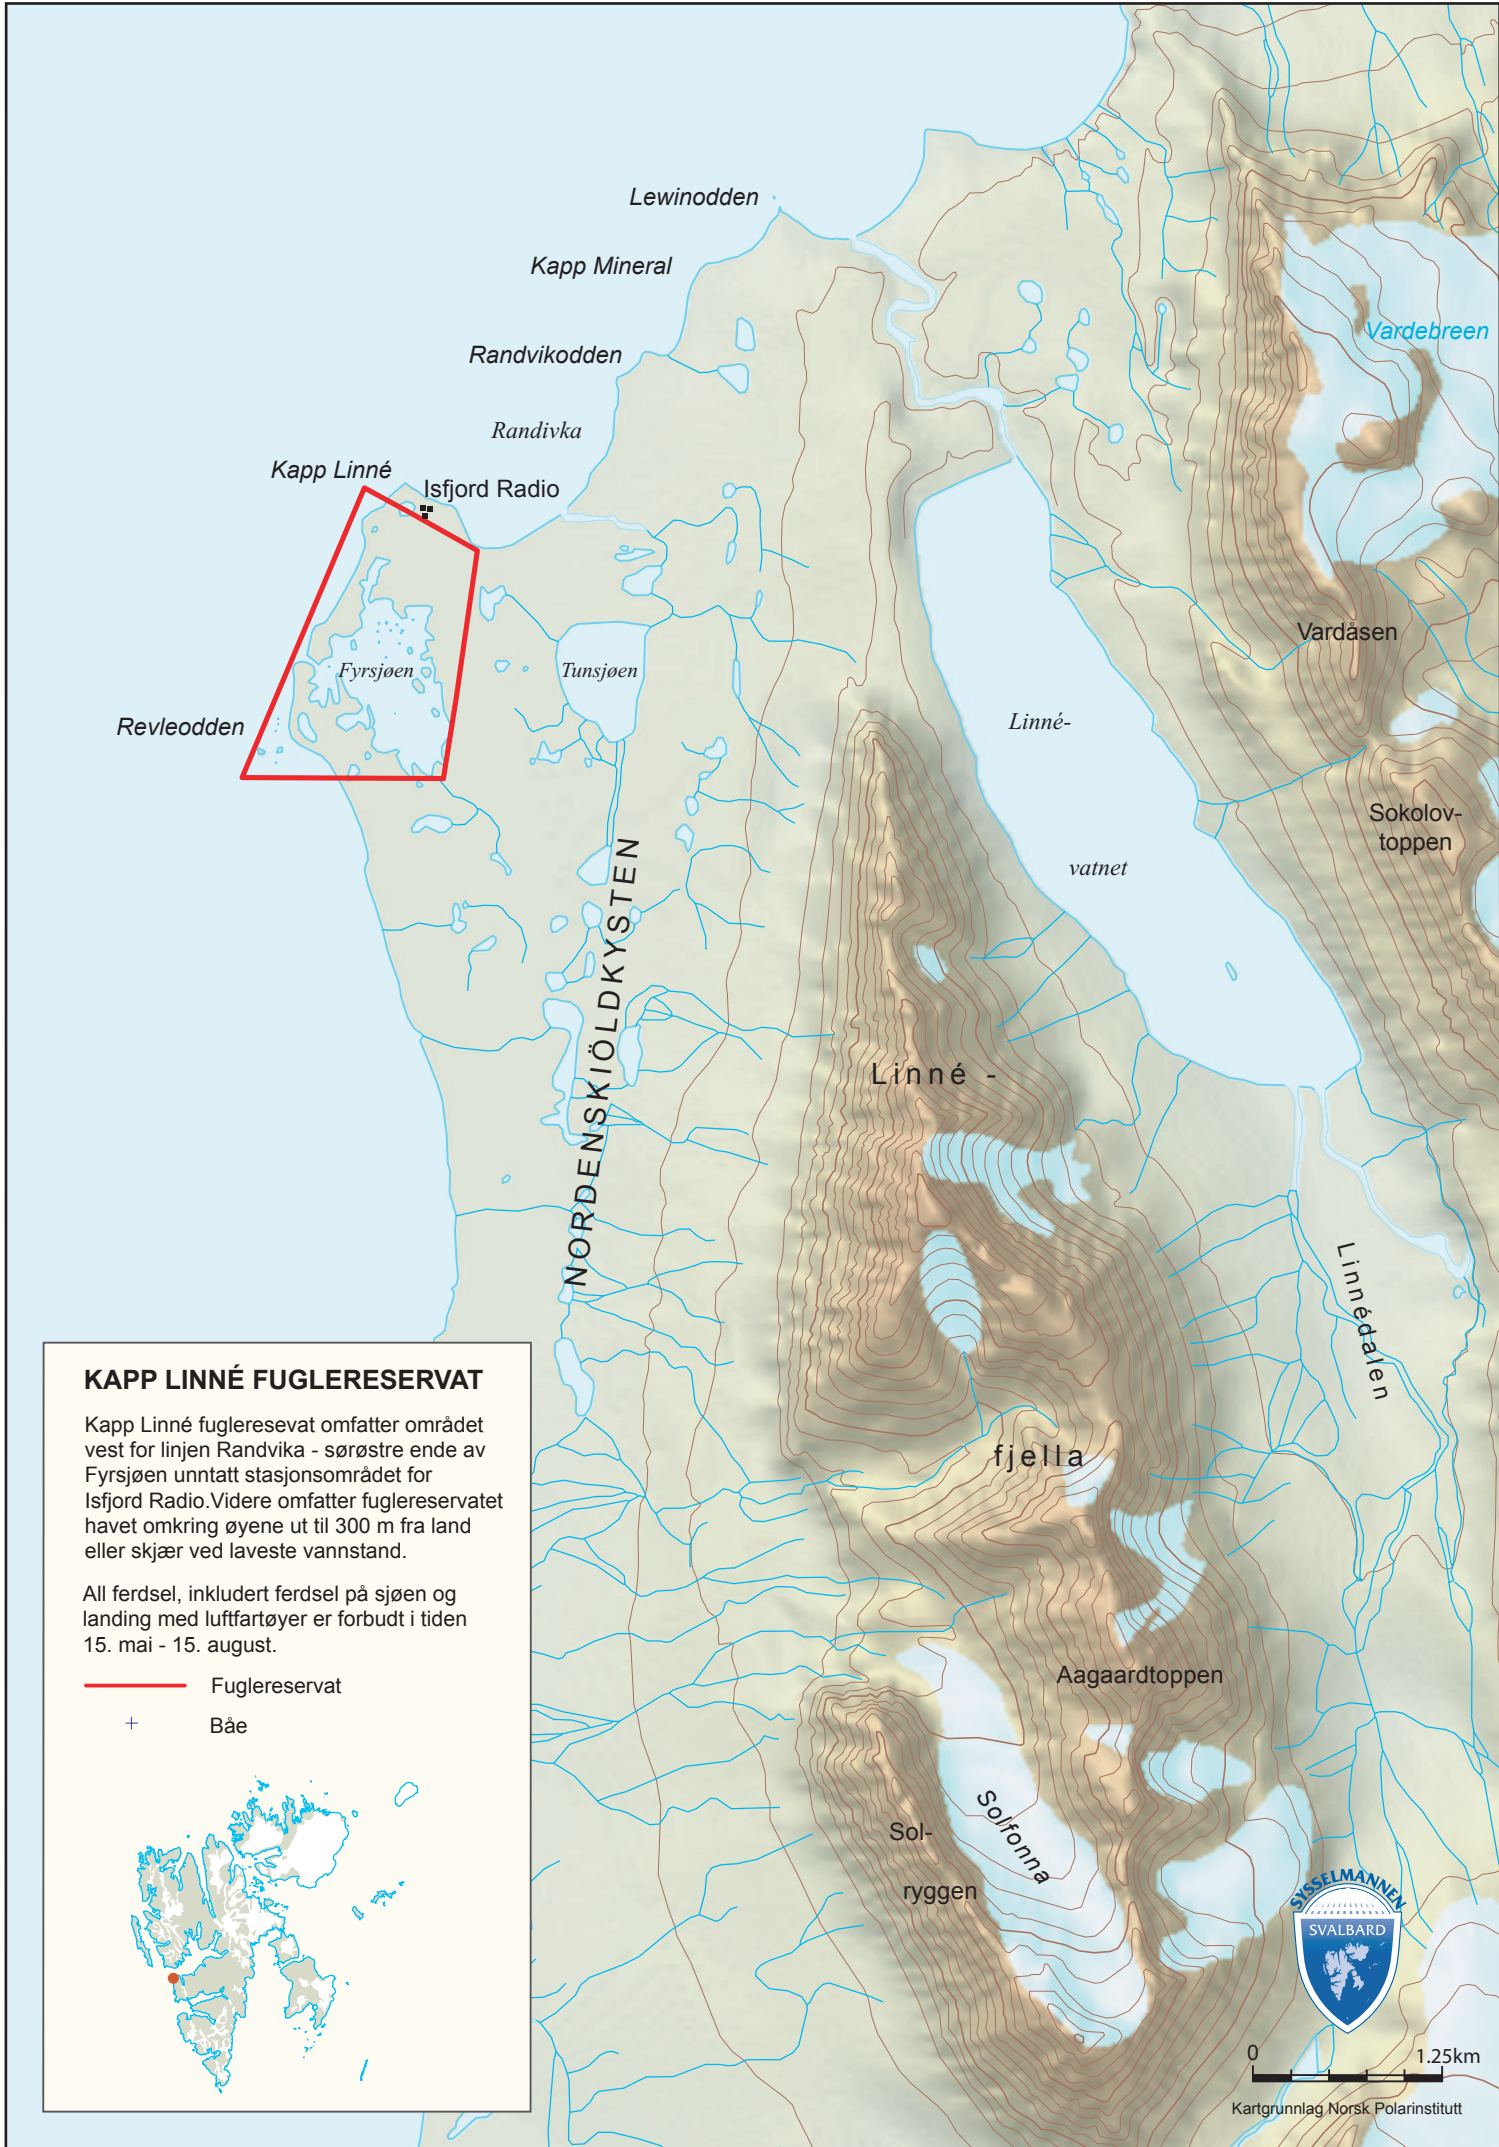 Lewinodden
Kapp Mineral
Randvikodden
Vardebreen
Randivka
Kapp Linné
Isfjord Radio
Vardåsen
Fyrsjøen
Tunsjøen
Revleodden
Linné-
vatnet
Sokolov-
toppen
NORDENSKIÖLDKYSTEN
Linné -
fjella
Linnédalen
Aagaardtoppen
Solfonna
Sol-
ryggen
KAPP LINNÉ FUGLERESERVAT
Kapp Linné fugleresevat omfatter området
vest for linjen Randvika - sørøstre ende av
Fyrsjøen unntatt stasjonsområdet for
Isfjord Radio.Videre omfatter fuglereservatet
havet omkring øyene ut til 300 m fra land
eller skjær ved laveste vannstand.
All ferdsel, inkludert ferdsel på sjøen og
landing med luftfartøyer er forbudt i tiden
15. mai - 15. august.
Fuglereservat
Båe
SYSSELMANNEN
SVALBARD
0 1.25km
Kartgrunnlag Norsk Polarinstitutt